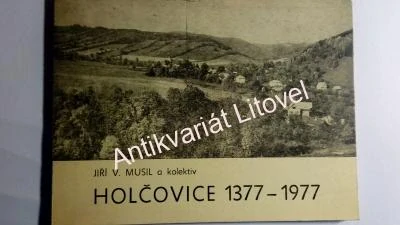 Antikvariát Litovel
JIŘÍ V. MUSIL a kolektiv
HOLČOVICE 1377-1977